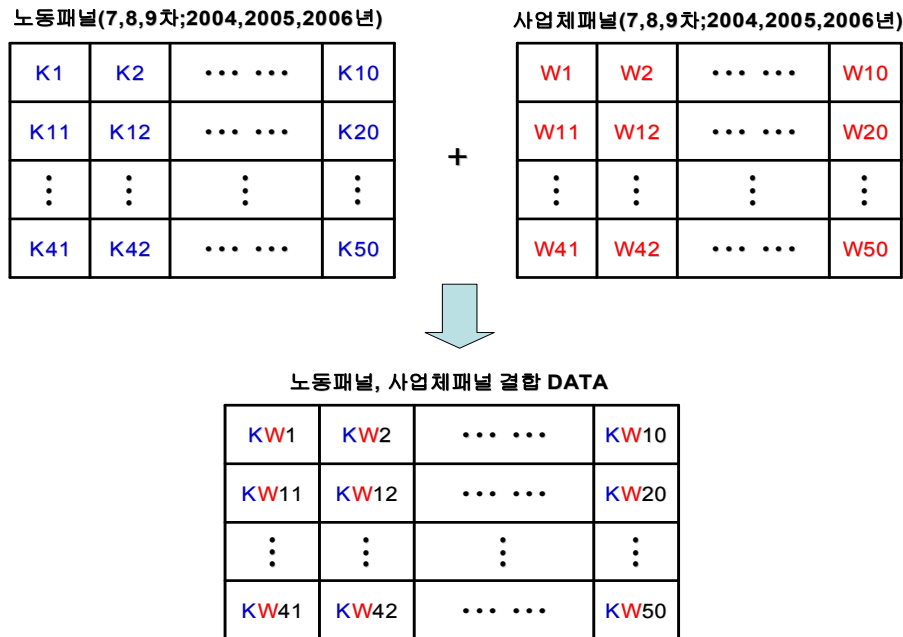 노동패널(7,8,9차;2004,2005,2006년)
K1 K2 ··· ··· K10
K11 K12 ··· ··· K20
⋮ ⋮ ⋮ ⋮
K41 K42 ··· ··· K50
+
사업체패널(7,8,9차;2004,2005,2006년)
W1 W2 ··· ··· W10
W11 W12 ··· ··· W20
⋮ ⋮ ⋮ ⋮
W41 W42 ··· ··· W50
노동패널, 사업체패널 결합 DATA
KW1 KW2 ··· ··· KW10
KW11 KW12 ··· ··· KW20
⋮ ⋮ ⋮ ⋮
KW41 KW42 ··· ··· KW50